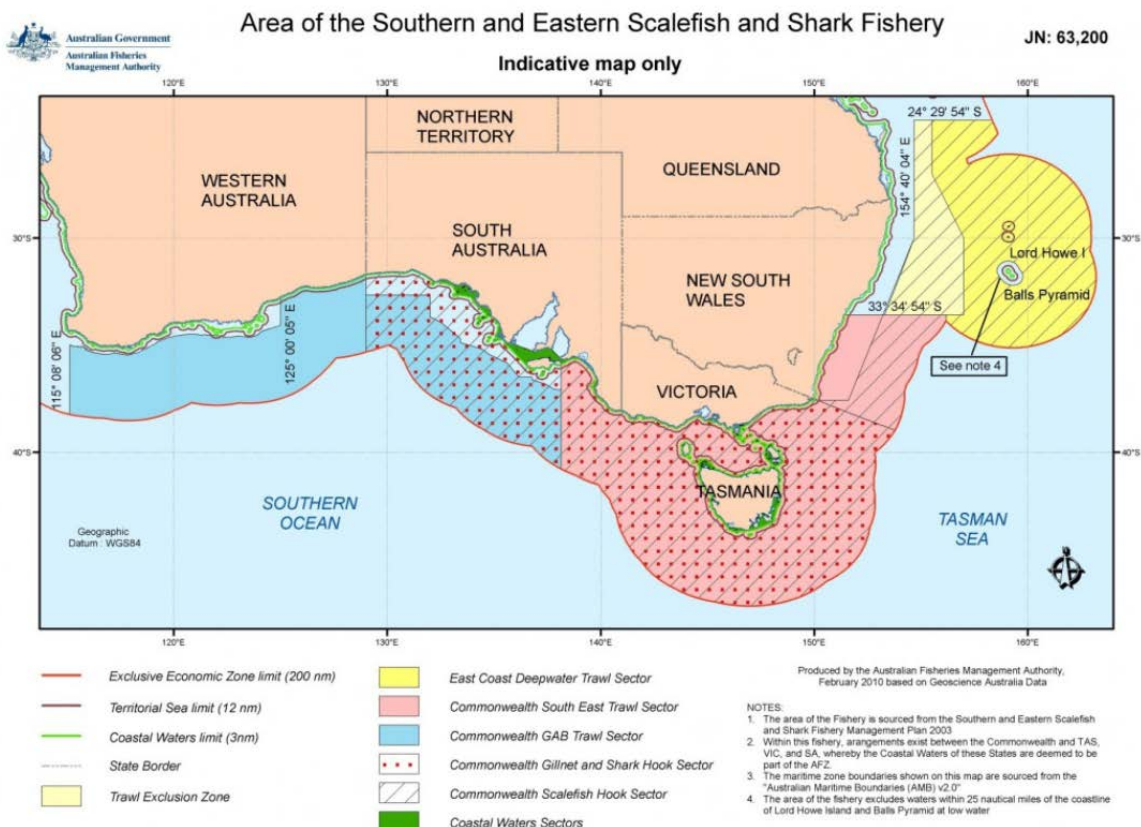 Area of the Southern and Eastern Scalefish and Shark Fishery
JN: 63,200
Australian Government
Australian Fisheries
Management Authority
Indicative map only
120°E
130°E
140°E
150°E
160°E
24° 29' 54" S
NORTHERN
TERRITORY
QUEENSLAND
WESTERN
AUSTRALIA
154° 40' 04" E
30°S
30°S
SOUTH
AUSTRALIA
Lord Howe I
NEW SOUTH
WALES
Balls Pyramid
33° 34' 54" S
115° 08' 06" E
125° 00' 05" E
See note 4
VICTORIA
40°S
40°S
TASMANIA
SOUTHERN
OCEAN
TASMAN
SEA
Geographic
Datum : WGS84
120°E
130°E
140°E
150°E
160°E
Exclusive Economic Zone limit (200 nm)
Territorial Sea limit (12 nm)
Coastal Waters limit (3nm)
State Border
Trawl Exclusion Zone
East Coast Deepwater Trawl Sector
Commonwealth South East Trawl Sector
Commonwealth GAB Trawl Sector
Commonwealth Gillnet and Shark Hook Sector
Commonwealth Scalefish Hook Sector
Coastal Waters Sectors
Produced by the Australian Fisheries Management Authority,
February 2010 based on Geoscience Australia Data
NOTES:
1. The area of the Fishery is sourced from the Southern and Eastern Scalefish
and Shark Fishery Management Plan 2003
2. Within this fishery, arangements exist between the Commonwealth and TAS,
VIC, and SA, whereby the Coastal Waters of these States are deemed to be
part of the AFZ.
3. The maritime zone boundaries shown on this map are sourced from the
"Australian Maritime Boundaries (AMB) v2.0"
4. The area of the fishery excludes waters within 25 nautical miles of the coastline
of Lord Howe Island and Balls Pyramid at low water